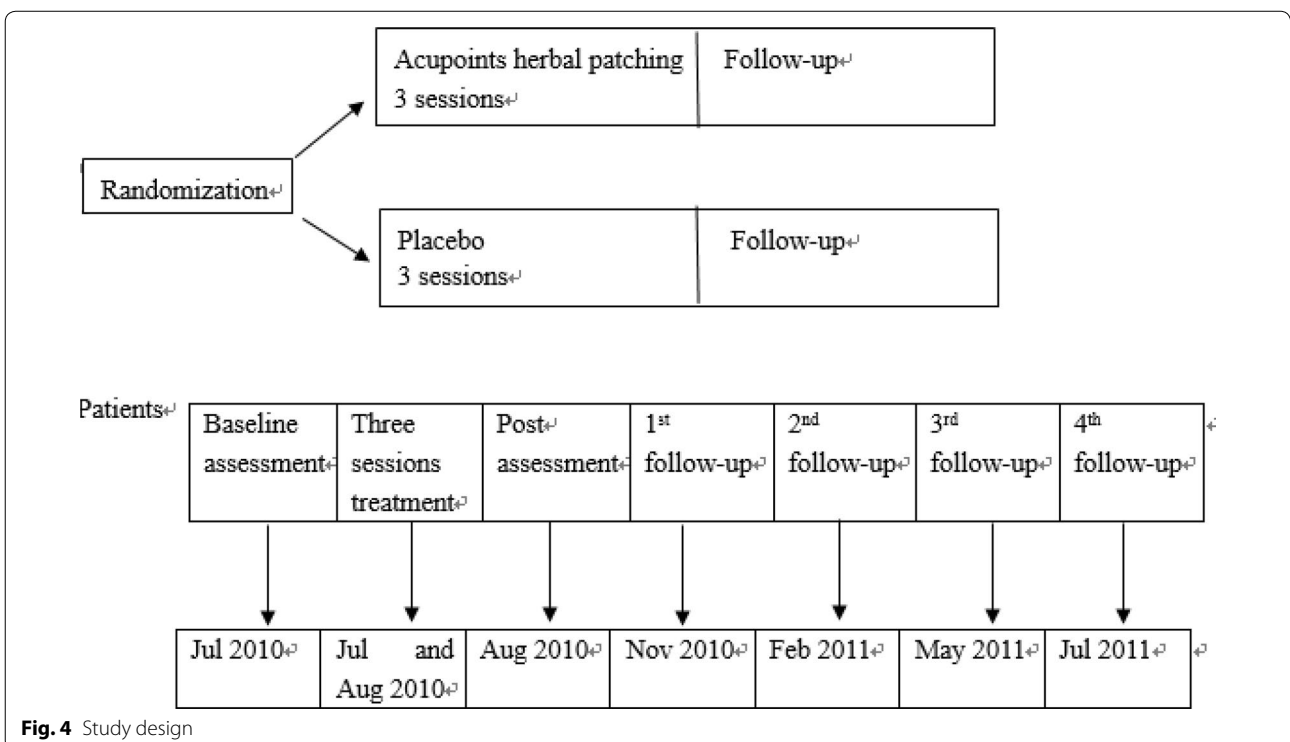 Acupoints herbal patching
3 sessions↵
Follow-up↵
Randomization↵
Placebo
3 sessions↵
Follow-up↵
Patients↵
Baseline
assessment↵
Three
sessions
treatment↵
Post↵
assessment↵
1st
follow-up↵
2nd
follow-up↵
3rd
follow-up↵
4th
follow-up↵
Jul 2010↵
Jul and
Aug 2010↵
Aug 2010↵
Nov 2010↵
Feb 2011↵
May 2011↵
Jul 2011↵
Fig. 4 Study design